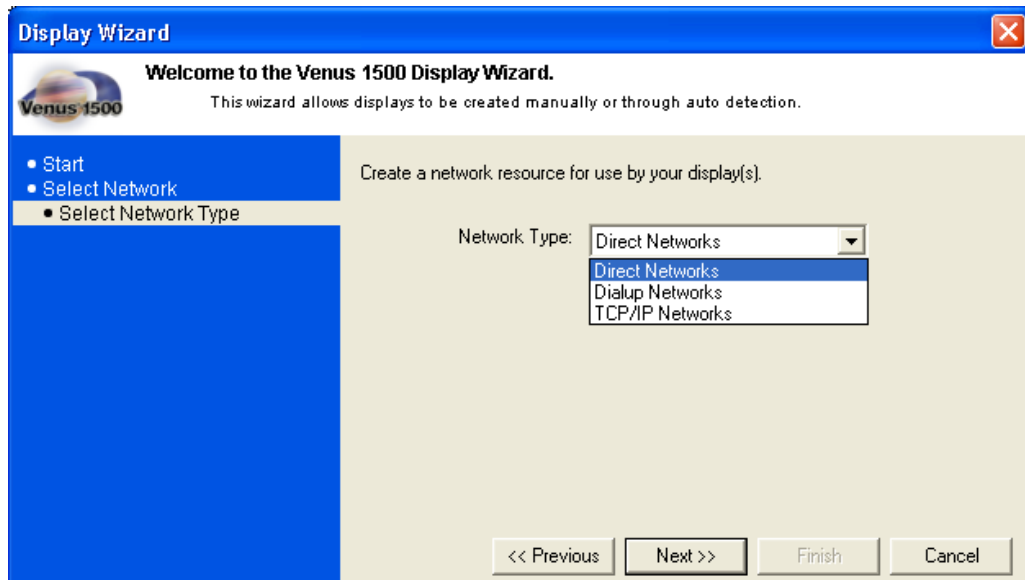 Display Wizard
Welcome to the Venus 1500 Display Wizard.
Venus 1500
This wizard allows displays to be created manually or through auto detection.
Start
Select Network
Select Network Type
Create a network resource for use by your display(s).
Network Type: Direct Networks
Direct Networks
Dialup Networks
TCP/IP Networks
<< Previous Next >> Finish Cancel